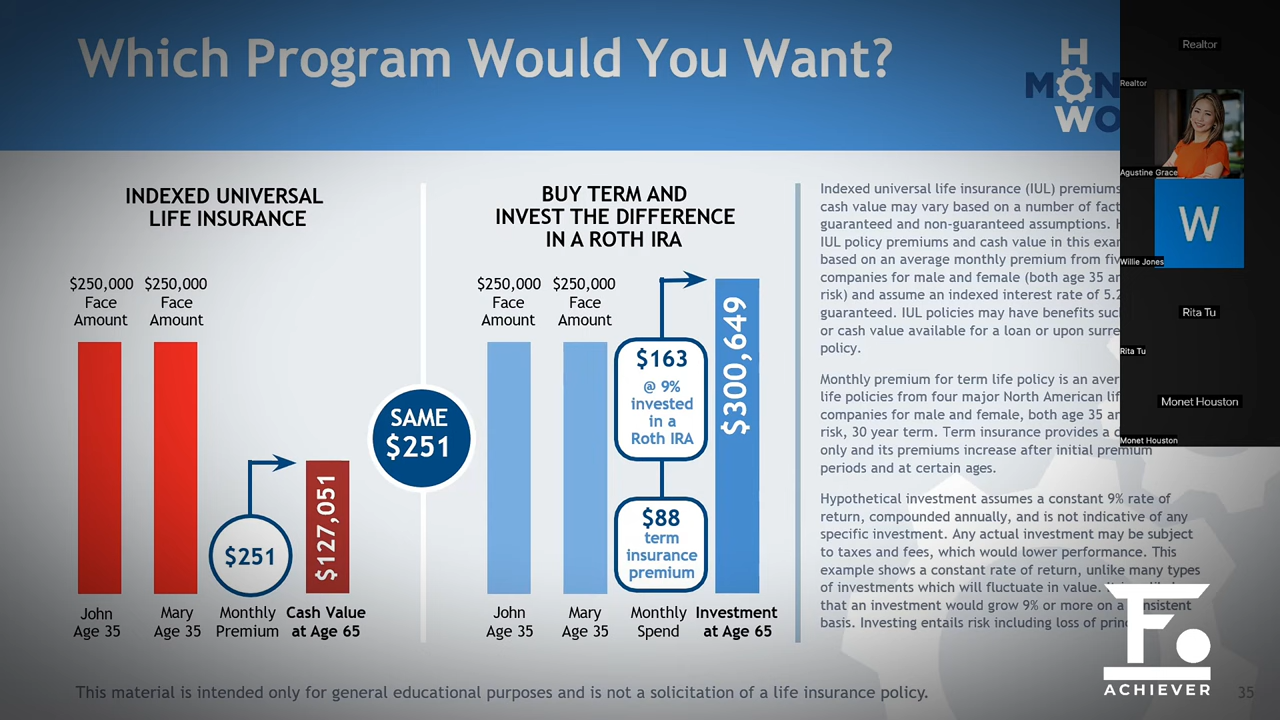 Which Program Would You Want?
H
MON
WO
INDEXED UNIVERSAL
LIFE INSURANCE
$250,000
Face
Amount
$250,000
Face
Amount
$251
$127,051
John
Age 35
Mary
Age 35
Monthly
Premium
Cash Value
at Age 65
SAME
$251
BUY TERM AND
INVEST THE DIFFERENCE
IN A ROTH IRA
$250,000
Face
Amount
$250,000
Face
Amount
$163
@ 9%
invested
in a
Roth IRA
$88
term
insurance
premium
$300,649
John
Age 35
Mary
Age 35
Monthly
Spend
Investment
at Age 65
Indexed universal life insurance (IUL) premiums
cash value may vary based on a number of fact
guaranteed and non-guaranteed assumptions.
IUL policy premiums and cash value in this exa
based on an average monthly premium from fiv
companies for male and female (both age 35 a
risk) and assume an indexed interest rate of 5.2
guaranteed. IUL policies may have benefits suc
or cash value available for a loan or upon surre
policy.
Monthly premium for term life policy is an aver
life policies from four major North American lif
companies for male and female, both age 35 a
risk, 30 year term. Term insurance provides a
only and its premiums increase after initial premium
periods and at certain ages.
Hypothetical investment assumes a constant 9% rate of
return, compounded annually, and is not indicative of any
specific investment. Any actual investment may be subject
to taxes and fees, which would lower performance. This
example shows a constant rate of return, unlike many types
of investments which will fluctuate in value.
that an investment would grow 9% or more on a consistent
basis. Investing entails risk including loss of prin
This material is intended only for general educational purposes and is not a solicitation of a life insurance policy.
35
Realtor
Realtor
Agustine Grace
W
Willie Jones
Rita Tu
Rita Tu
Monet Houston
Monet Houston
F
ACHIEVER